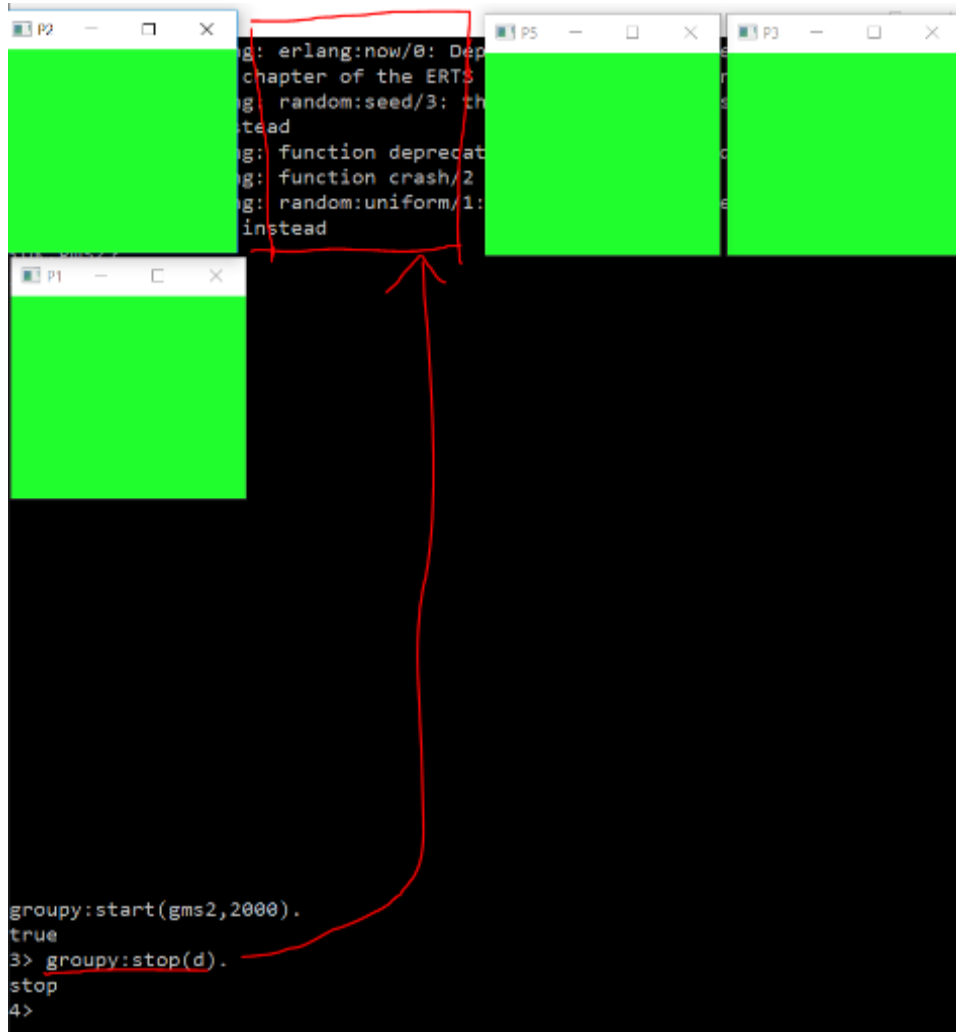 P2
P5
P3
g: erlang:now/0: Dep
chapter of the ERTS
g: random:seed/3: th
stead
g: function deprecat
g: function crash/2
g: random:uniform/1:
instead
P1
groupy:start(gms2,2000).
true
3> groupy:stop(d).
stop
4>